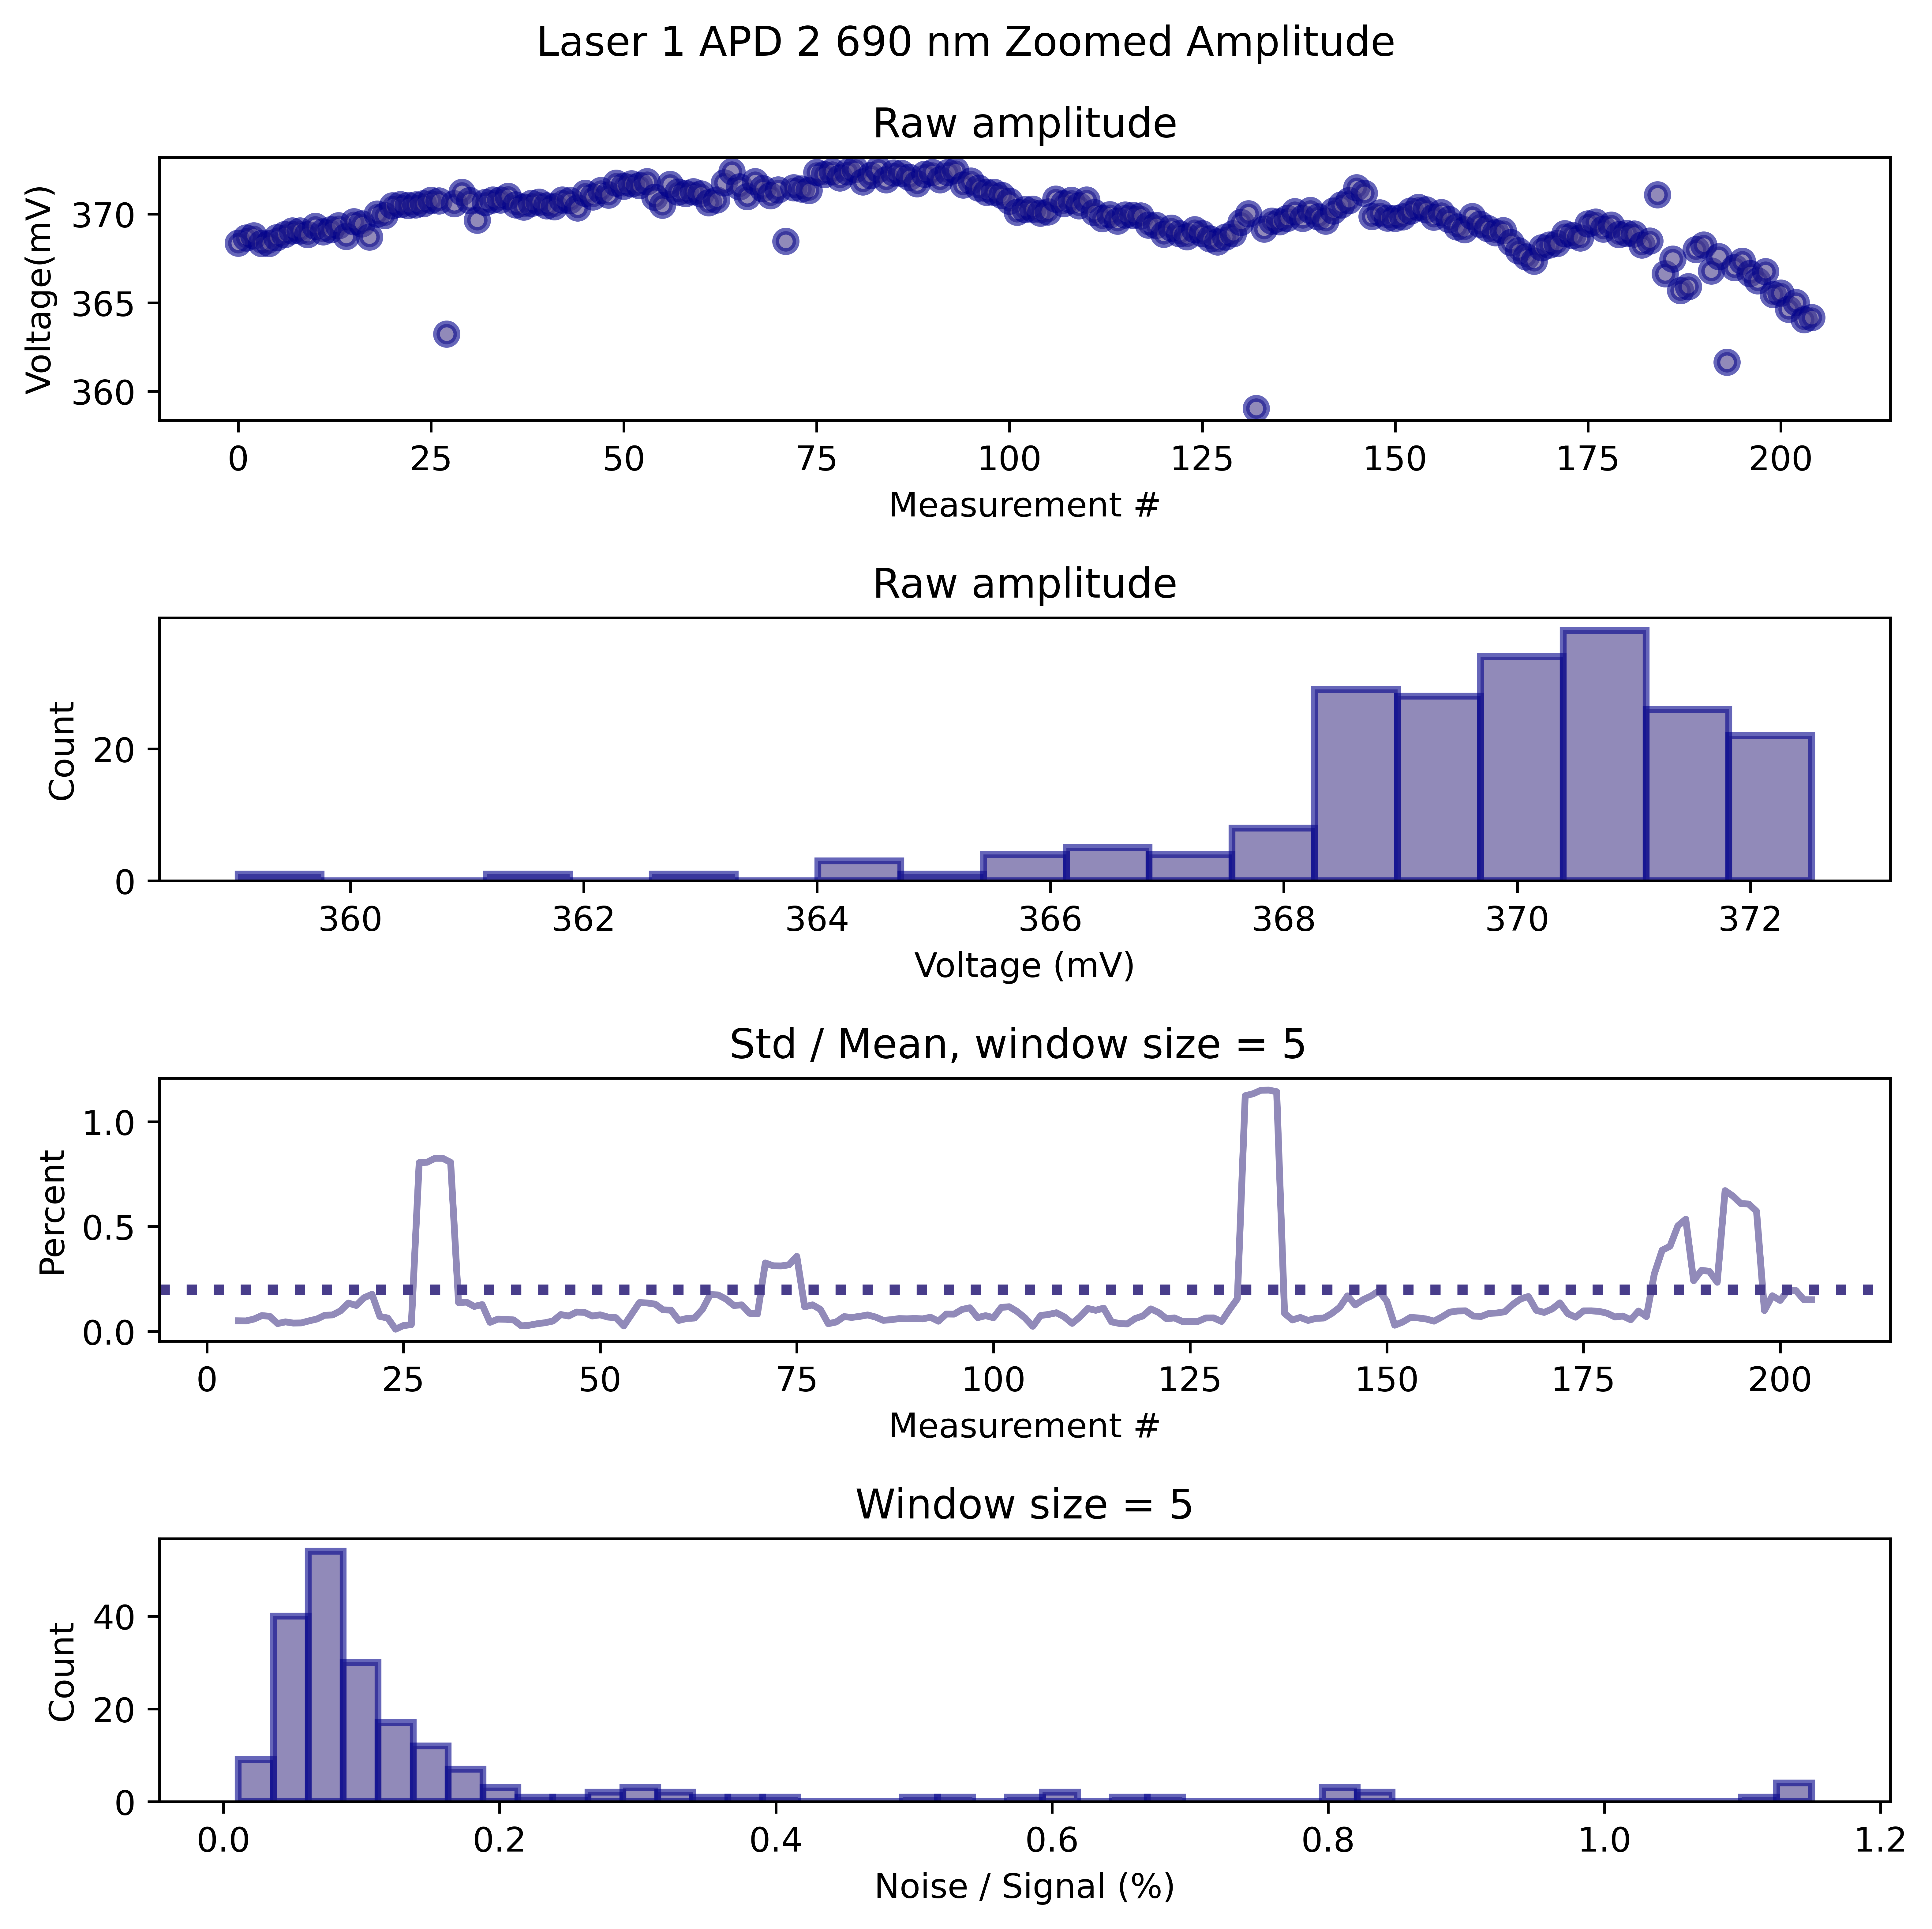 Laser 1 APD 2 690 nm Zoomed Amplitude
Raw amplitude
Voltage(mV)
370
365
360
0 25 50 75 100 125 150 175 200
Measurement #
Raw amplitude
Count
20
0
360 362 364 366 368 370 372
Voltage (mV)
Std / Mean, window size = 5
Percent
1.0
0.5
0.0
0 25 50 75 100 125 150 175 200
Measurement #
Window size = 5
Count
40
20
0
0.0 0.2 0.4 0.6 0.8 1.0 1.2
Noise / Signal (%)